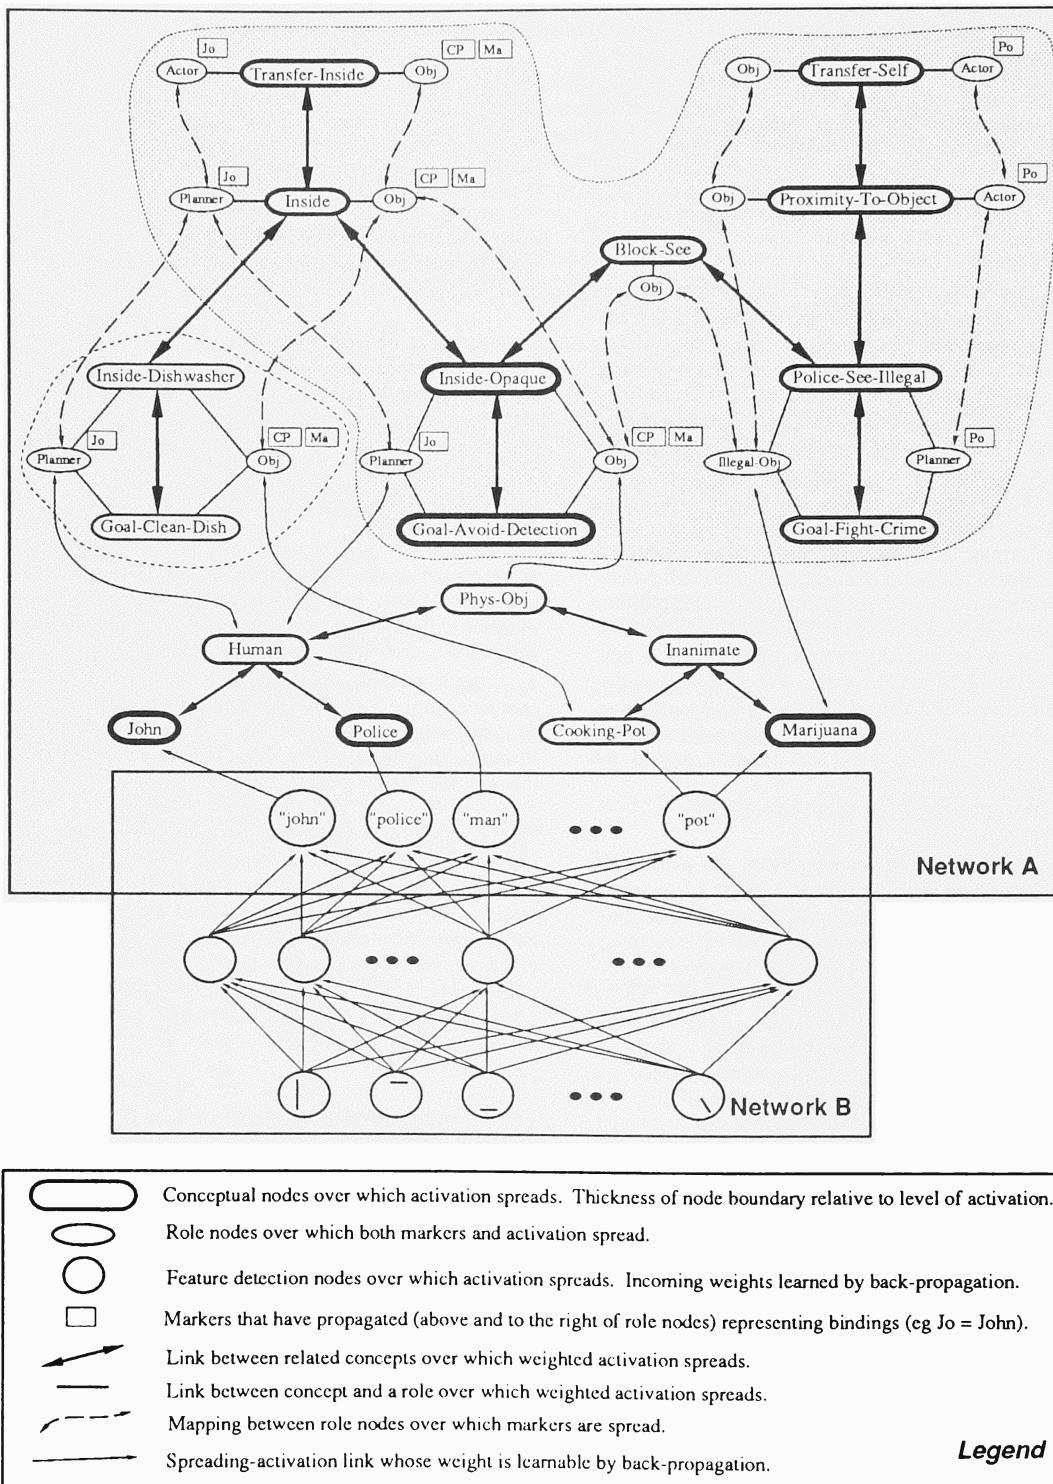 Jo CP Ma Po
Actor Transfer-Inside Obj Obj Transfer-Self Actor
Jo CP Ma Po
Planner Inside Obj Obj Proximity-To-Object Actor
Block-See
Obj
Inside-Dishwasher Inside-Opaque Police-See-Illegal
Jo CP Ma Jo CP Ma Po
Planner Obj Planner Obj Illegal-Obj Planner
Goal-Clean-Dish Goal-Avoid-Detection Goal-Fight-Crime
Phys-Obj
Human Inanimate
John Police Cooking-Pot Marijuana
"john" "police" "man" "pot"
Network A
Network B
Conceptual nodes over which activation spreads. Thickness of node boundary relative to level of activation.
Role nodes over which both markers and activation spread.
Feature detection nodes over which activation spreads. Incoming weights learned by back-propagation.
Markers that have propagated (above and to the right of role nodes) representing bindings (eg Jo = John).
Link between related concepts over which weighted activation spreads.
Link between concept and a role over which weighted activation spreads.
Mapping between role nodes over which markers are spread.
Spreading-activation link whose weight is learnable by back-propagation.
Legend